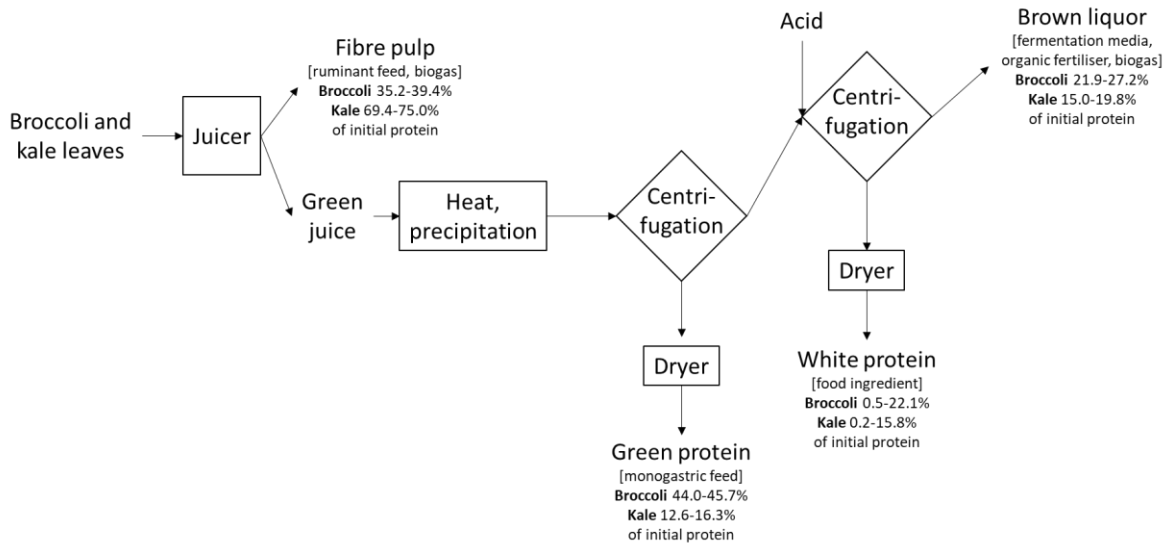 Broccoli and
kale leaves
Juicer
Fibre pulp
[ruminant feed, biogas]
Broccoli 35.2-39.4%
Kale 69.4-75.0%
of initial protein
Green
juice
Heat,
precipitation
Centri-
fugation
Dryer
Green protein
[monogastric feed]
Broccoli 44.0-45.7%
Kale 12.6-16.3%
of initial protein
Acid
Centri-
fugation
Dryer
White protein
[food ingredient]
Broccoli 0.5-22.1%
Kale 0.2-15.8%
of initial protein
Brown liquor
[fermentation media,
organic fertiliser, biogas]
Broccoli 21.9-27.2%
Kale 15.0-19.8%
of initial protein